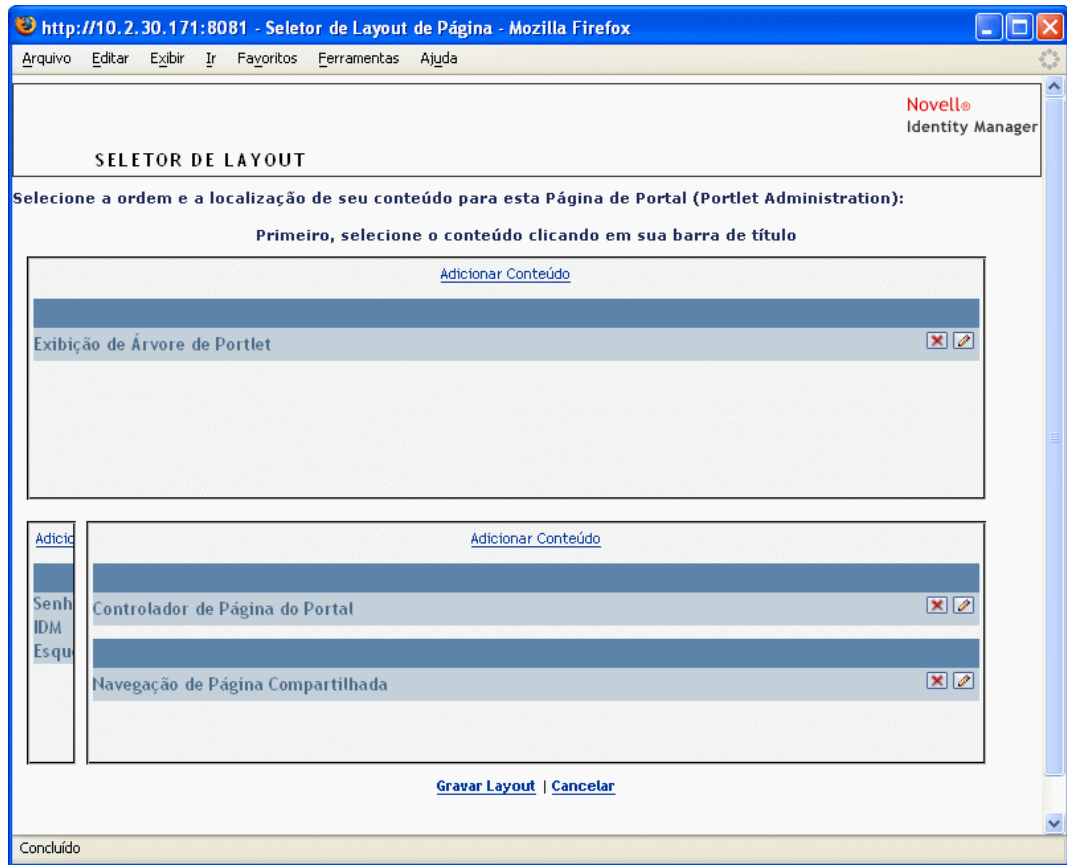 http://10.2.30.171:8081 - Seletor de Layout de Página - Mozilla Firefox
Arquivo Editar Exibir Ir Favoritos Ferramentas Ajuda
Novell®
Identity Manager
SELETOR DE LAYOUT
Selecione a ordem e a localização de seu conteúdo para esta Página de Portal (Portlet Administration):
Primeiro, selecione o conteúdo clicando em sua barra de título
Adicionar Conteúdo
Exibição de Árvore de Portlet
Adicio
Senh
IDM
Esqu
Adicionar Conteúdo
Controlador de Página do Portal
Navegação de Página Compartilhada
Gravar Layout | Cancelar
Concluído